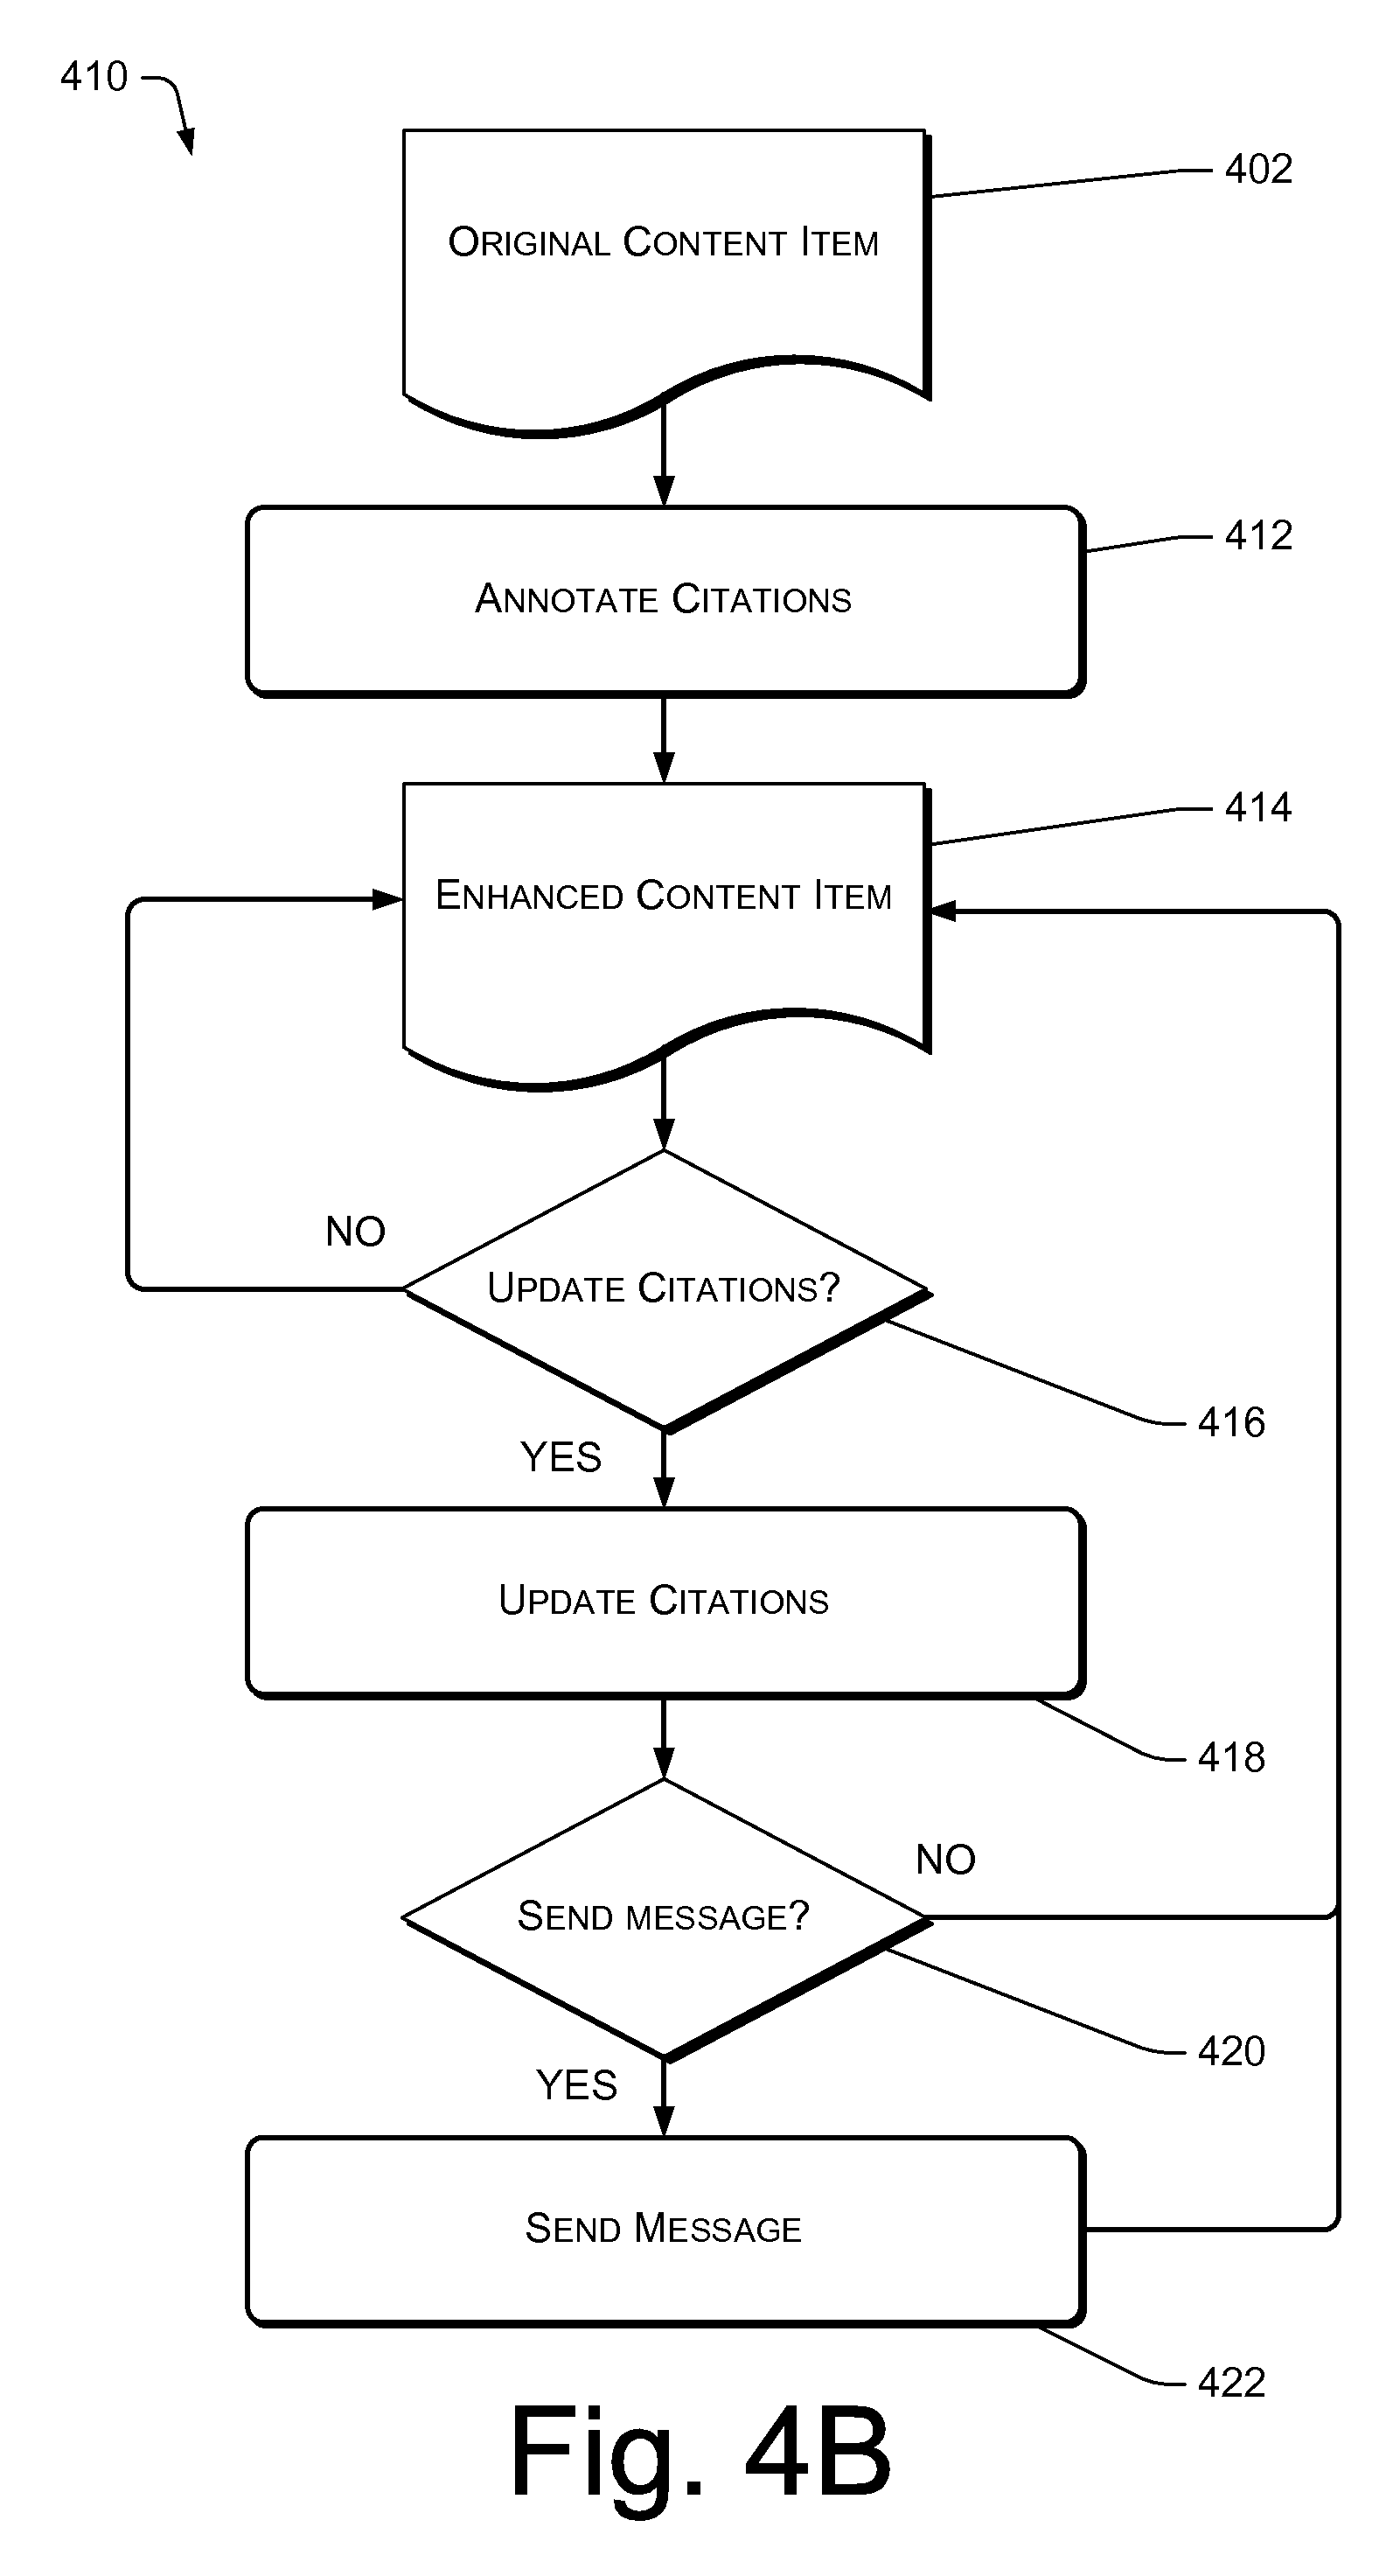 410
402
ORIGINAL CONTENT ITEM
412
ANNOTATE CITATIONS
414
ENHANCED CONTENT ITEM
NO
UPDATE CITATIONS?
416
YES
UPDATE CITATIONS
418
NO
SEND MESSAGE?
420
YES
SEND MESSAGE
422
Fig. 4B